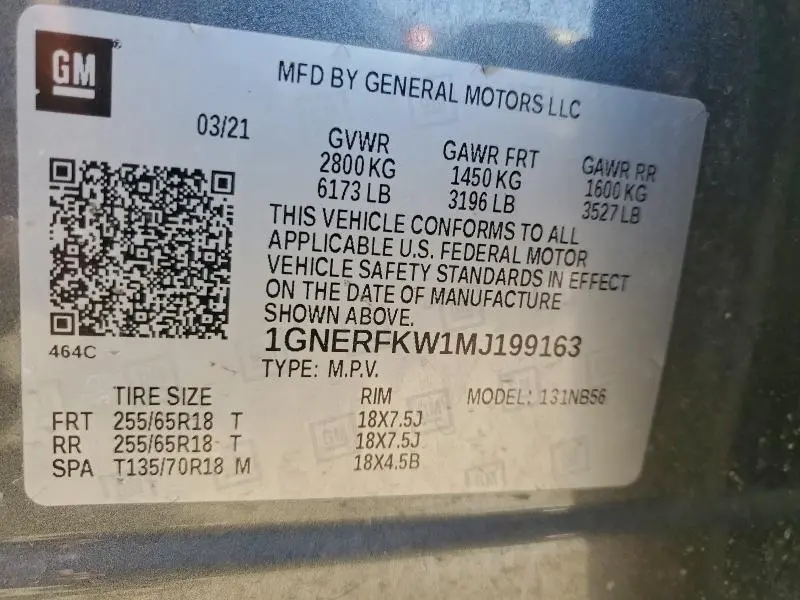 GM
MFD BY GENERAL MOTORS LLC
03/21
GVWR GAWR FRT GAWR RR
2800 KG 1450 KG 1600 KG
6173 LB 3196 LB 3527 LB
THIS VEHICLE CONFORMS TO ALL
APPLICABLE U.S. FEDERAL MOTOR
VEHICLE SAFETY STANDARDS IN EFFECT
ON THE DATE OF MANUFACTURE
SHOWN ABOVE.
464C
1GNERFKW1MJ199163
TYPE: M.P.V.
TIRE SIZE RIM MODEL: 131NB56
FRT 255/65R18 T 18X7.5J
RR 255/65R18 T 18X7.5J
SPA T135/70R18 M 18X4.5B